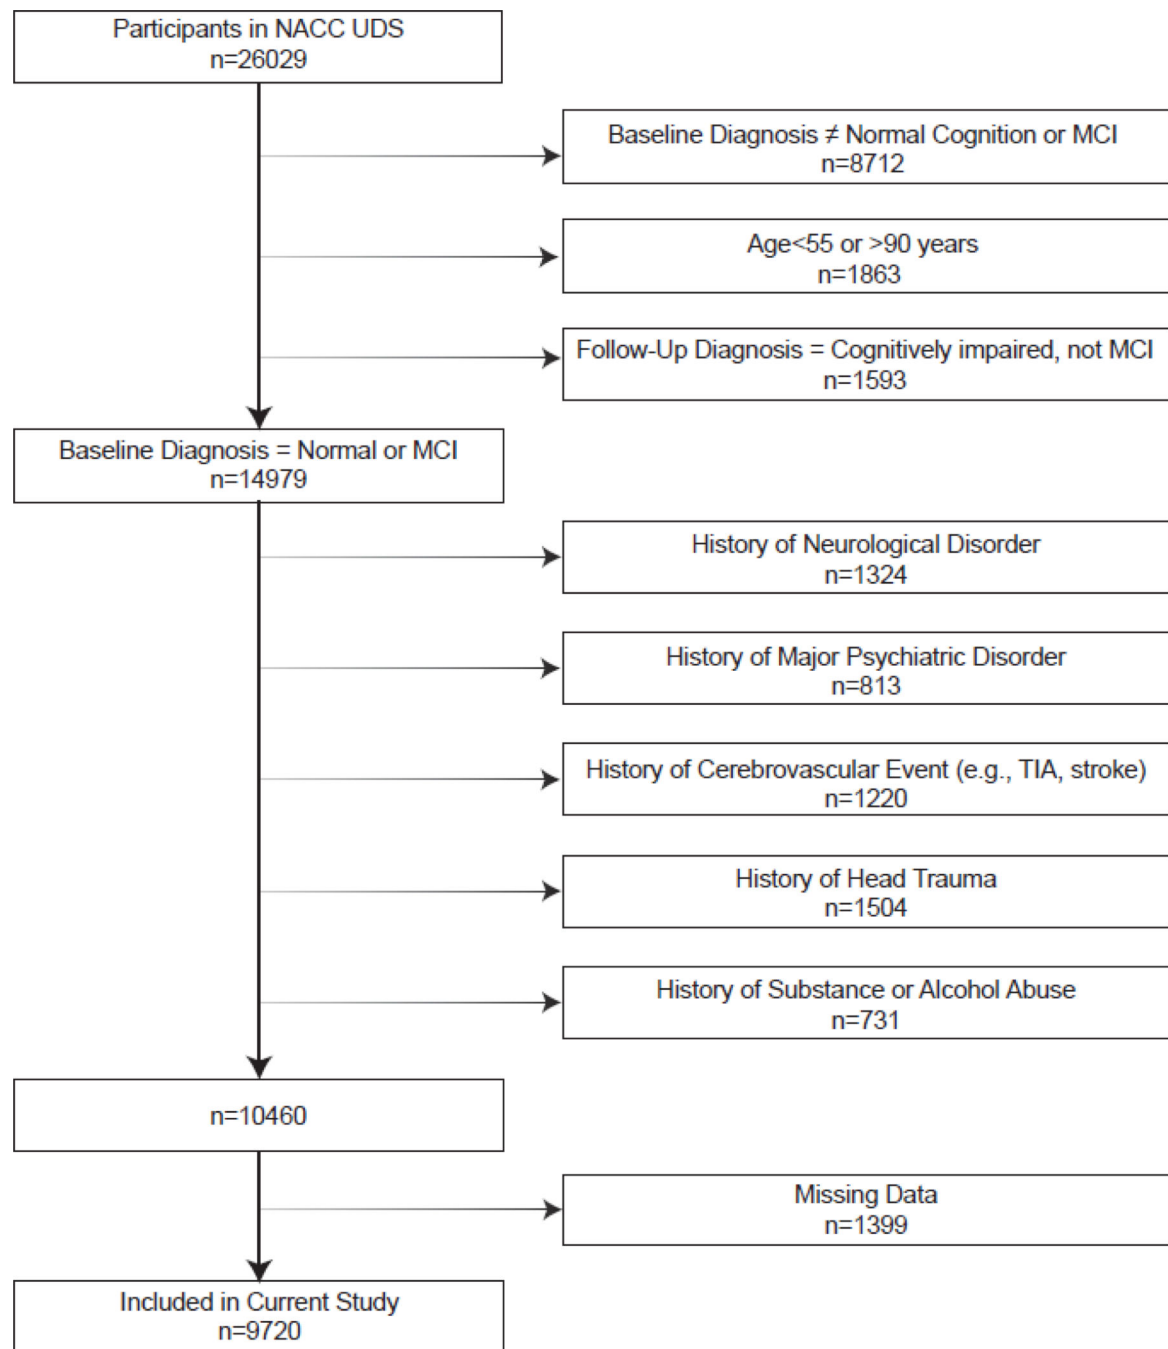 Participants in NACC UDS
n=26029
Baseline Diagnosis ≠ Normal Cognition or MCI
n=8712
Age<55 or >90 years
n=1863
Follow-Up Diagnosis = Cognitively impaired, not MCI
n=1593
Baseline Diagnosis = Normal or MCI
n=14979
History of Neurological Disorder
n=1324
History of Major Psychiatric Disorder
n=813
History of Cerebrovascular Event (e.g., TIA, stroke)
n=1220
History of Head Trauma
n=1504
History of Substance or Alcohol Abuse
n=731
n=10460
Missing Data
n=1399
Included in Current Study
n=9720